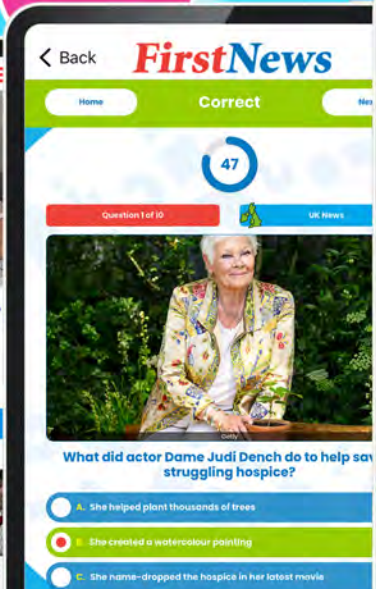 Back
FirstNews
Home
Correct
Nex
47
Question 1 of 10
UK News
Getty
What did actor Dame Judi Dench do to help sav
struggling hospice?
A. She helped plant thousands of trees
B. She created a watercolour painting
C. She name-dropped the hospice in her latest movie